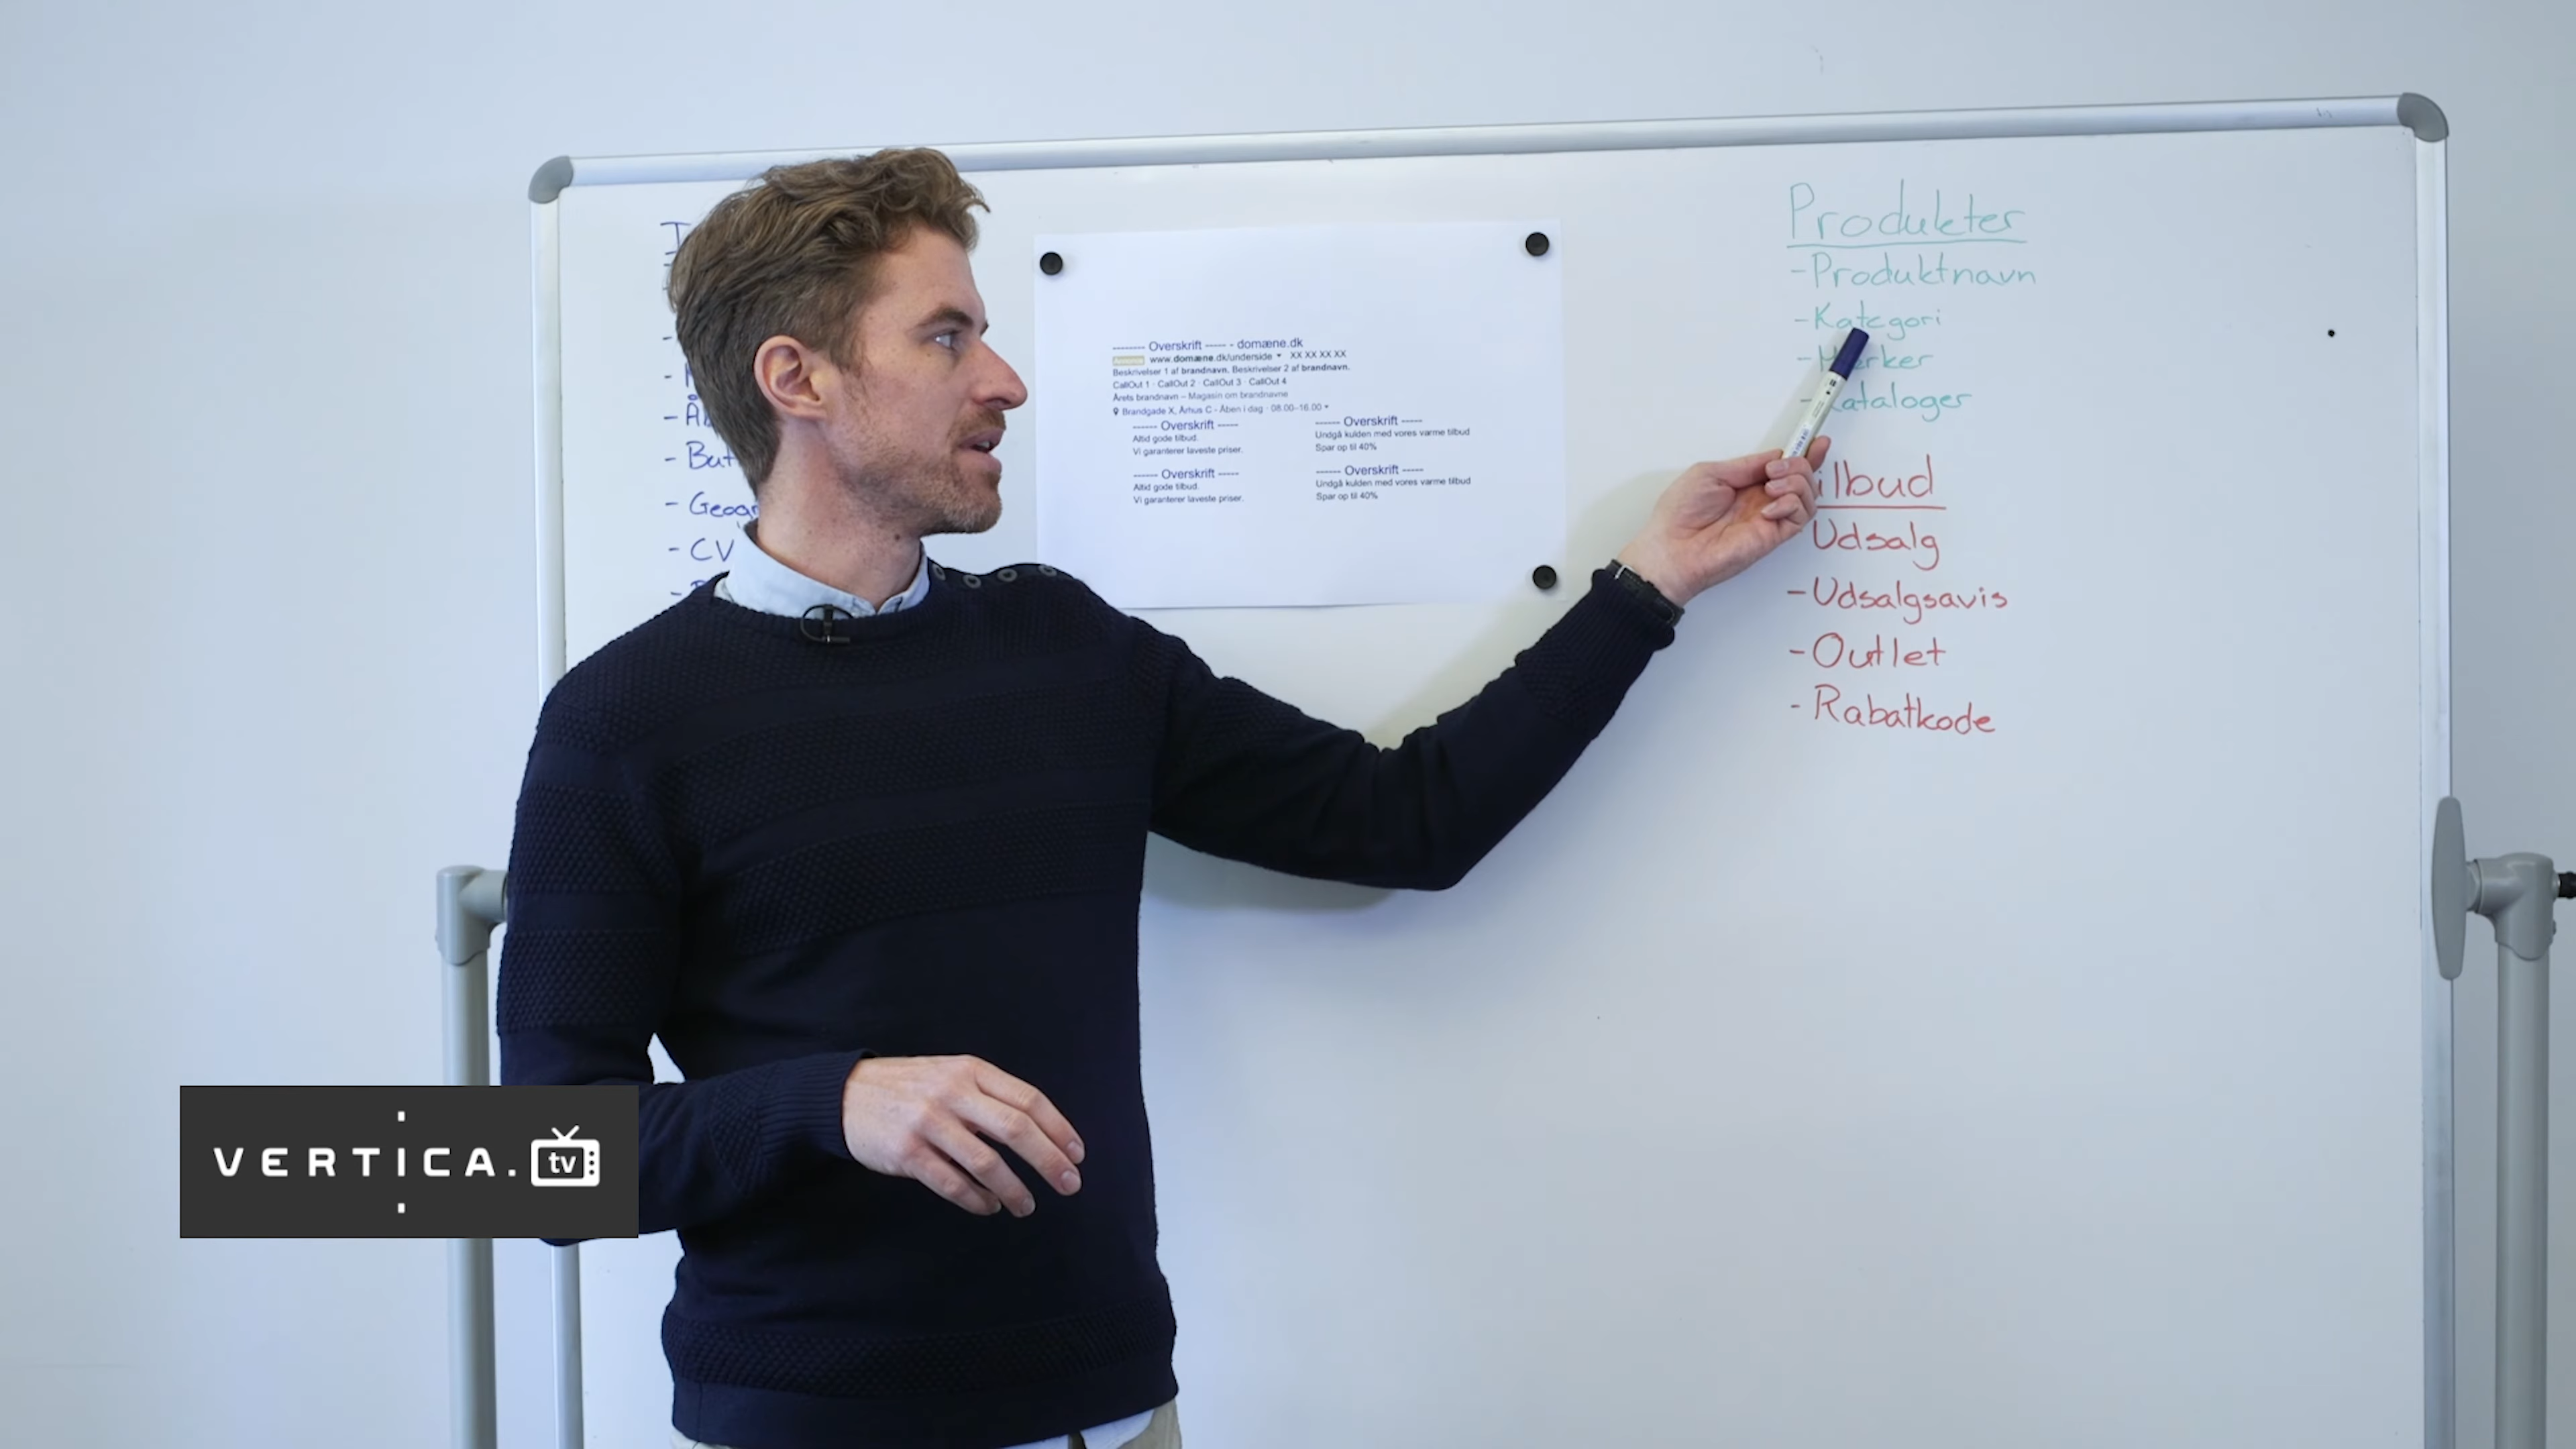 - But
- Geogr
- CV
-------- Overskrift ----- - domæne.dk
www.domæne.dk/underside XX XX XX XX
Beskrivelser 1 af brandnavn. Beskrivelser 2 af brandnavn.
CallOut 1 · CallOut 2 · CallOut 3 · CallOut 4
Årets brandnavn – Magasin om brandnavne
Brandgade X, Århus C - Åben i dag · 08.00–16.00
------ Overskrift -----
Altid gode tilbud.
Vi garanterer laveste priser.
------ Overskrift -----
Undgå kulden med vores varme tilbud
Spar op til 40%
------ Overskrift -----
Altid gode tilbud.
Vi garanterer laveste priser.
------ Overskrift -----
Undgå kulden med vores varme tilbud
Spar op til 40%
Produkter
- Produktnavn
- Kategori
- Mærker
- Kataloger
ilbud
Udsalg
- Udsalgsavis
- Outlet
- Rabatkode
VERTICA. tv